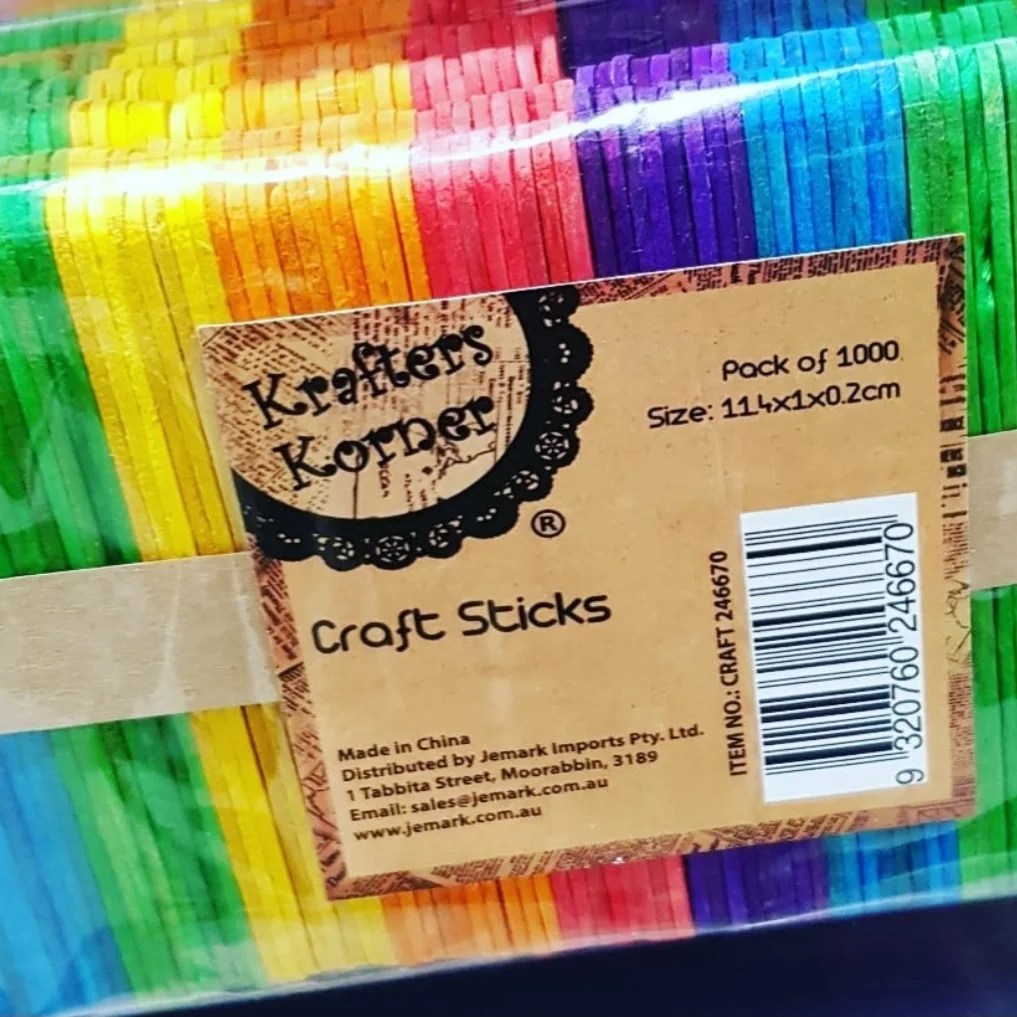 Krafters
Korner
®
Pack of 1000
Size: 11.4x1x0.2cm
Craft Sticks
ITEM NO.: CRAFT 246670
9 320760 246670
Made in China
Distributed by Jemark Imports Pty. Ltd.
1 Tabbita Street, Moorabbin, 3189
Email: sales@jemark.com.au
www.jemark.com.au